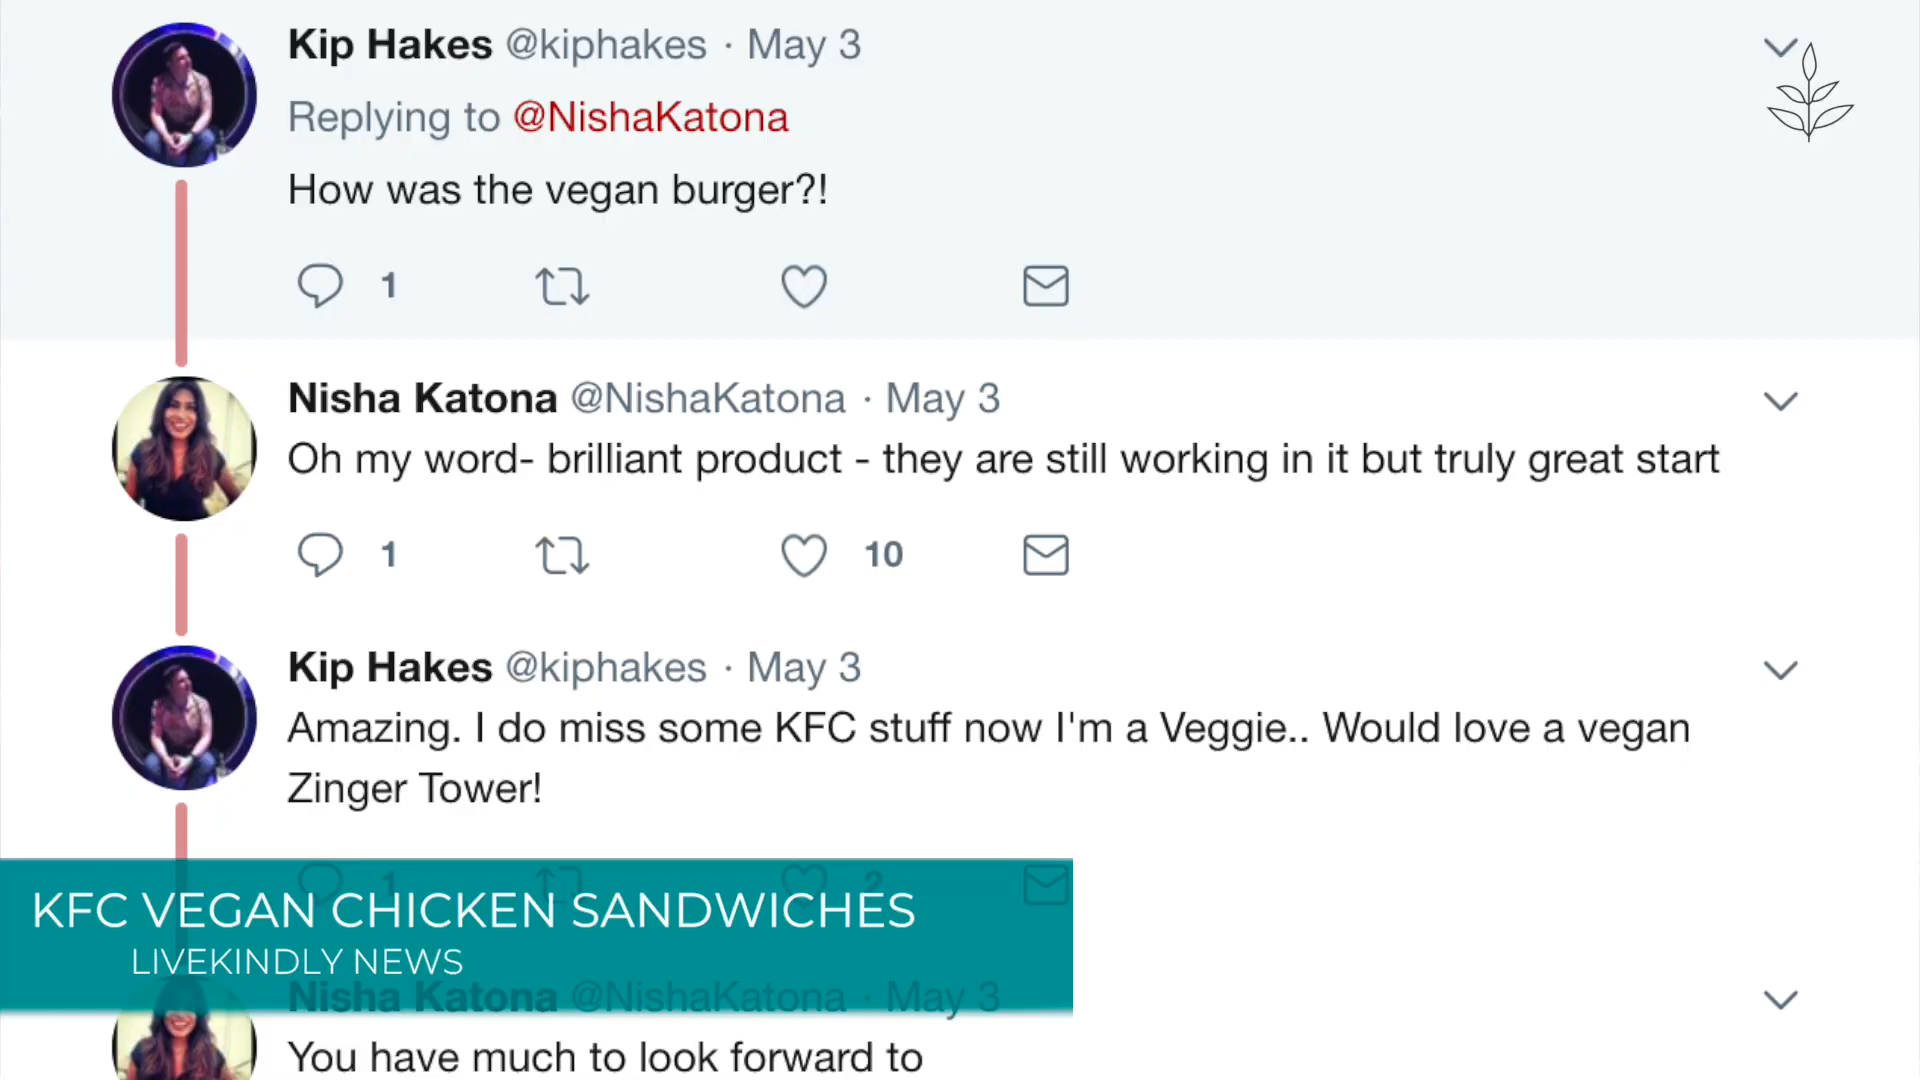 Kip Hakes @kiphakes · May 3
Replying to @NishaKatona
How was the vegan burger?!
1
Nisha Katona @NishaKatona · May 3
Oh my word- brilliant product - they are still working in it but truly great start
1 10
Kip Hakes @kiphakes · May 3
Amazing. I do miss some KFC stuff now I'm a Veggie.. Would love a vegan
Zinger Tower!
1 2
KFC VEGAN CHICKEN SANDWICHES
LIVEKINDLY NEWS
Nisha Katona @NishaKatona · May 3
You have much to look forward to